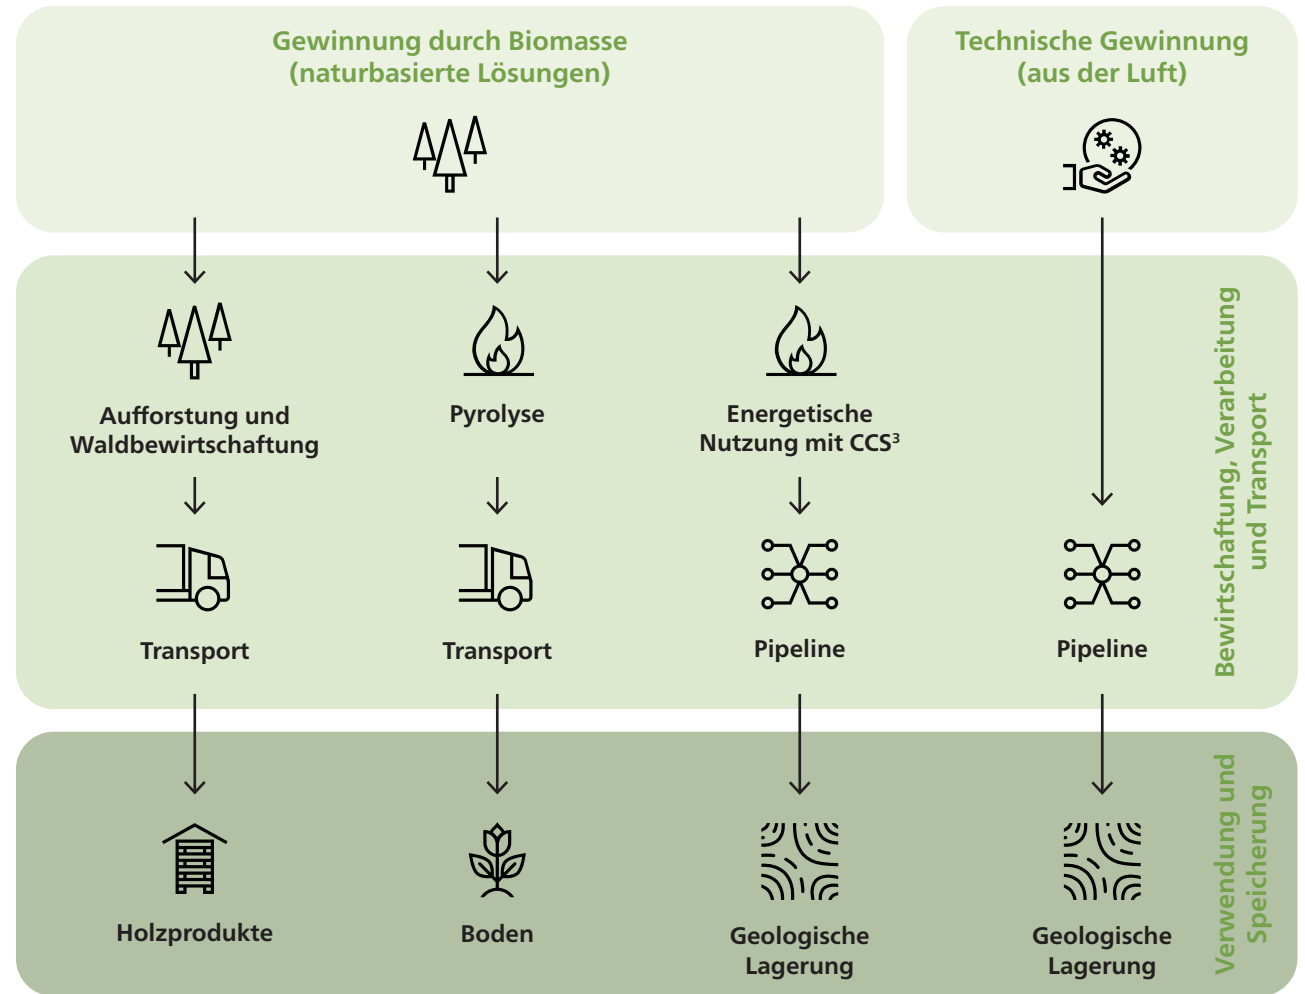 Gewinnung durch Biomasse
(naturbasierte Lösungen)
Technische Gewinnung
(aus der Luft)
Aufforstung und
Waldbewirtschaftung
Pyrolyse
Energetische
Nutzung mit CCS³
Transport
Transport
Pipeline
Pipeline
Bewirtschaftung, Verarbeitung
und Transport
Holzprodukte
Boden
Geologische
Lagerung
Geologische
Lagerung
Verwendung und
Speicherung